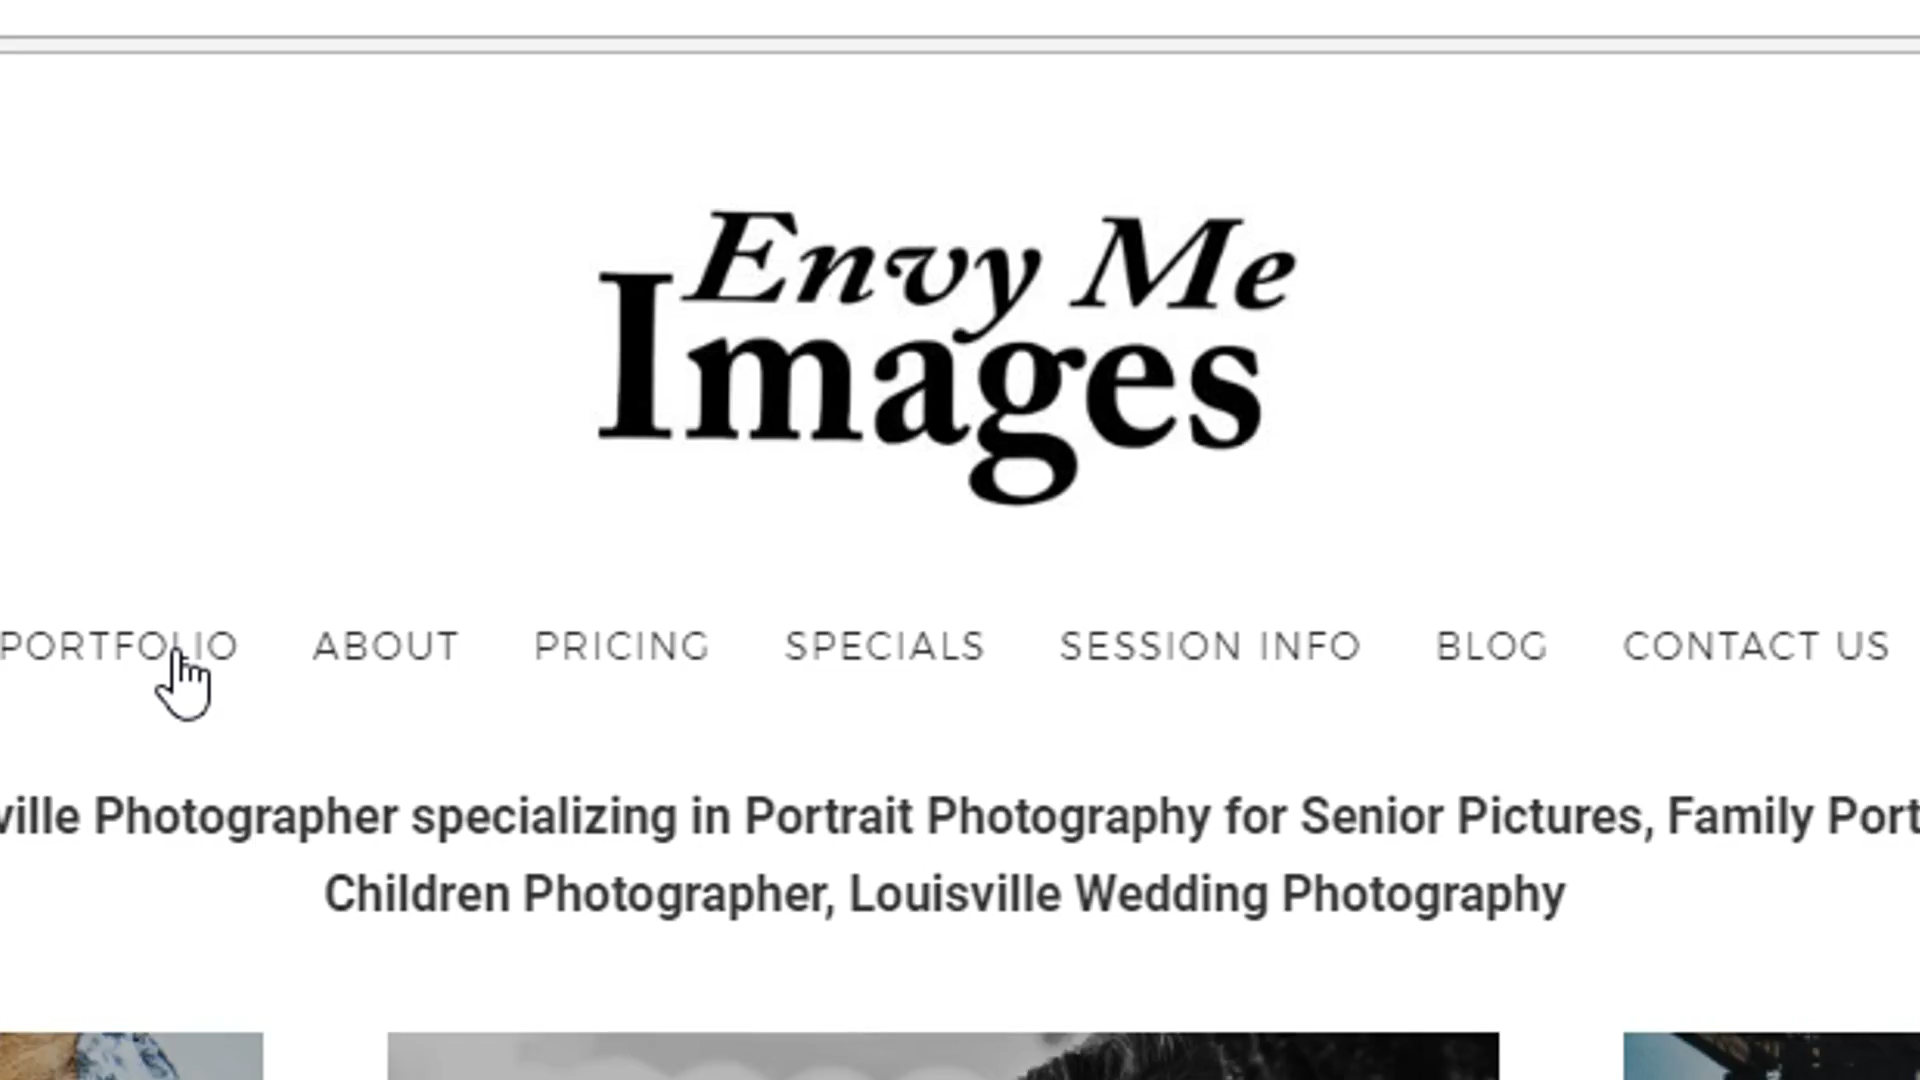 Envy Me
Images
PORTFOLIO ABOUT PRICING SPECIALS SESSION INFO BLOG CONTACT US
ville Photographer specializing in Portrait Photography for Senior Pictures, Family Port
Children Photographer, Louisville Wedding Photography